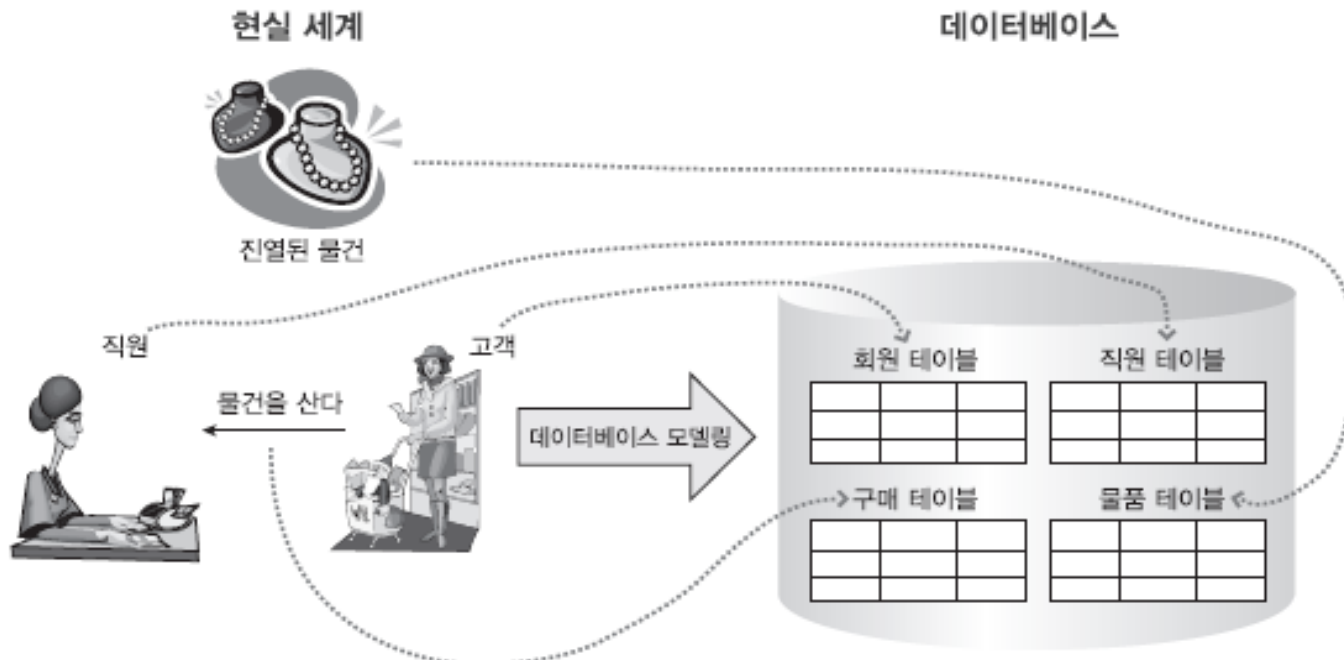 현실 세계
데이터베이스
진열된 물건
직원
고객
물건을 산다
데이터베이스 모델링
회원 테이블
직원 테이블
구매 테이블
물품 테이블